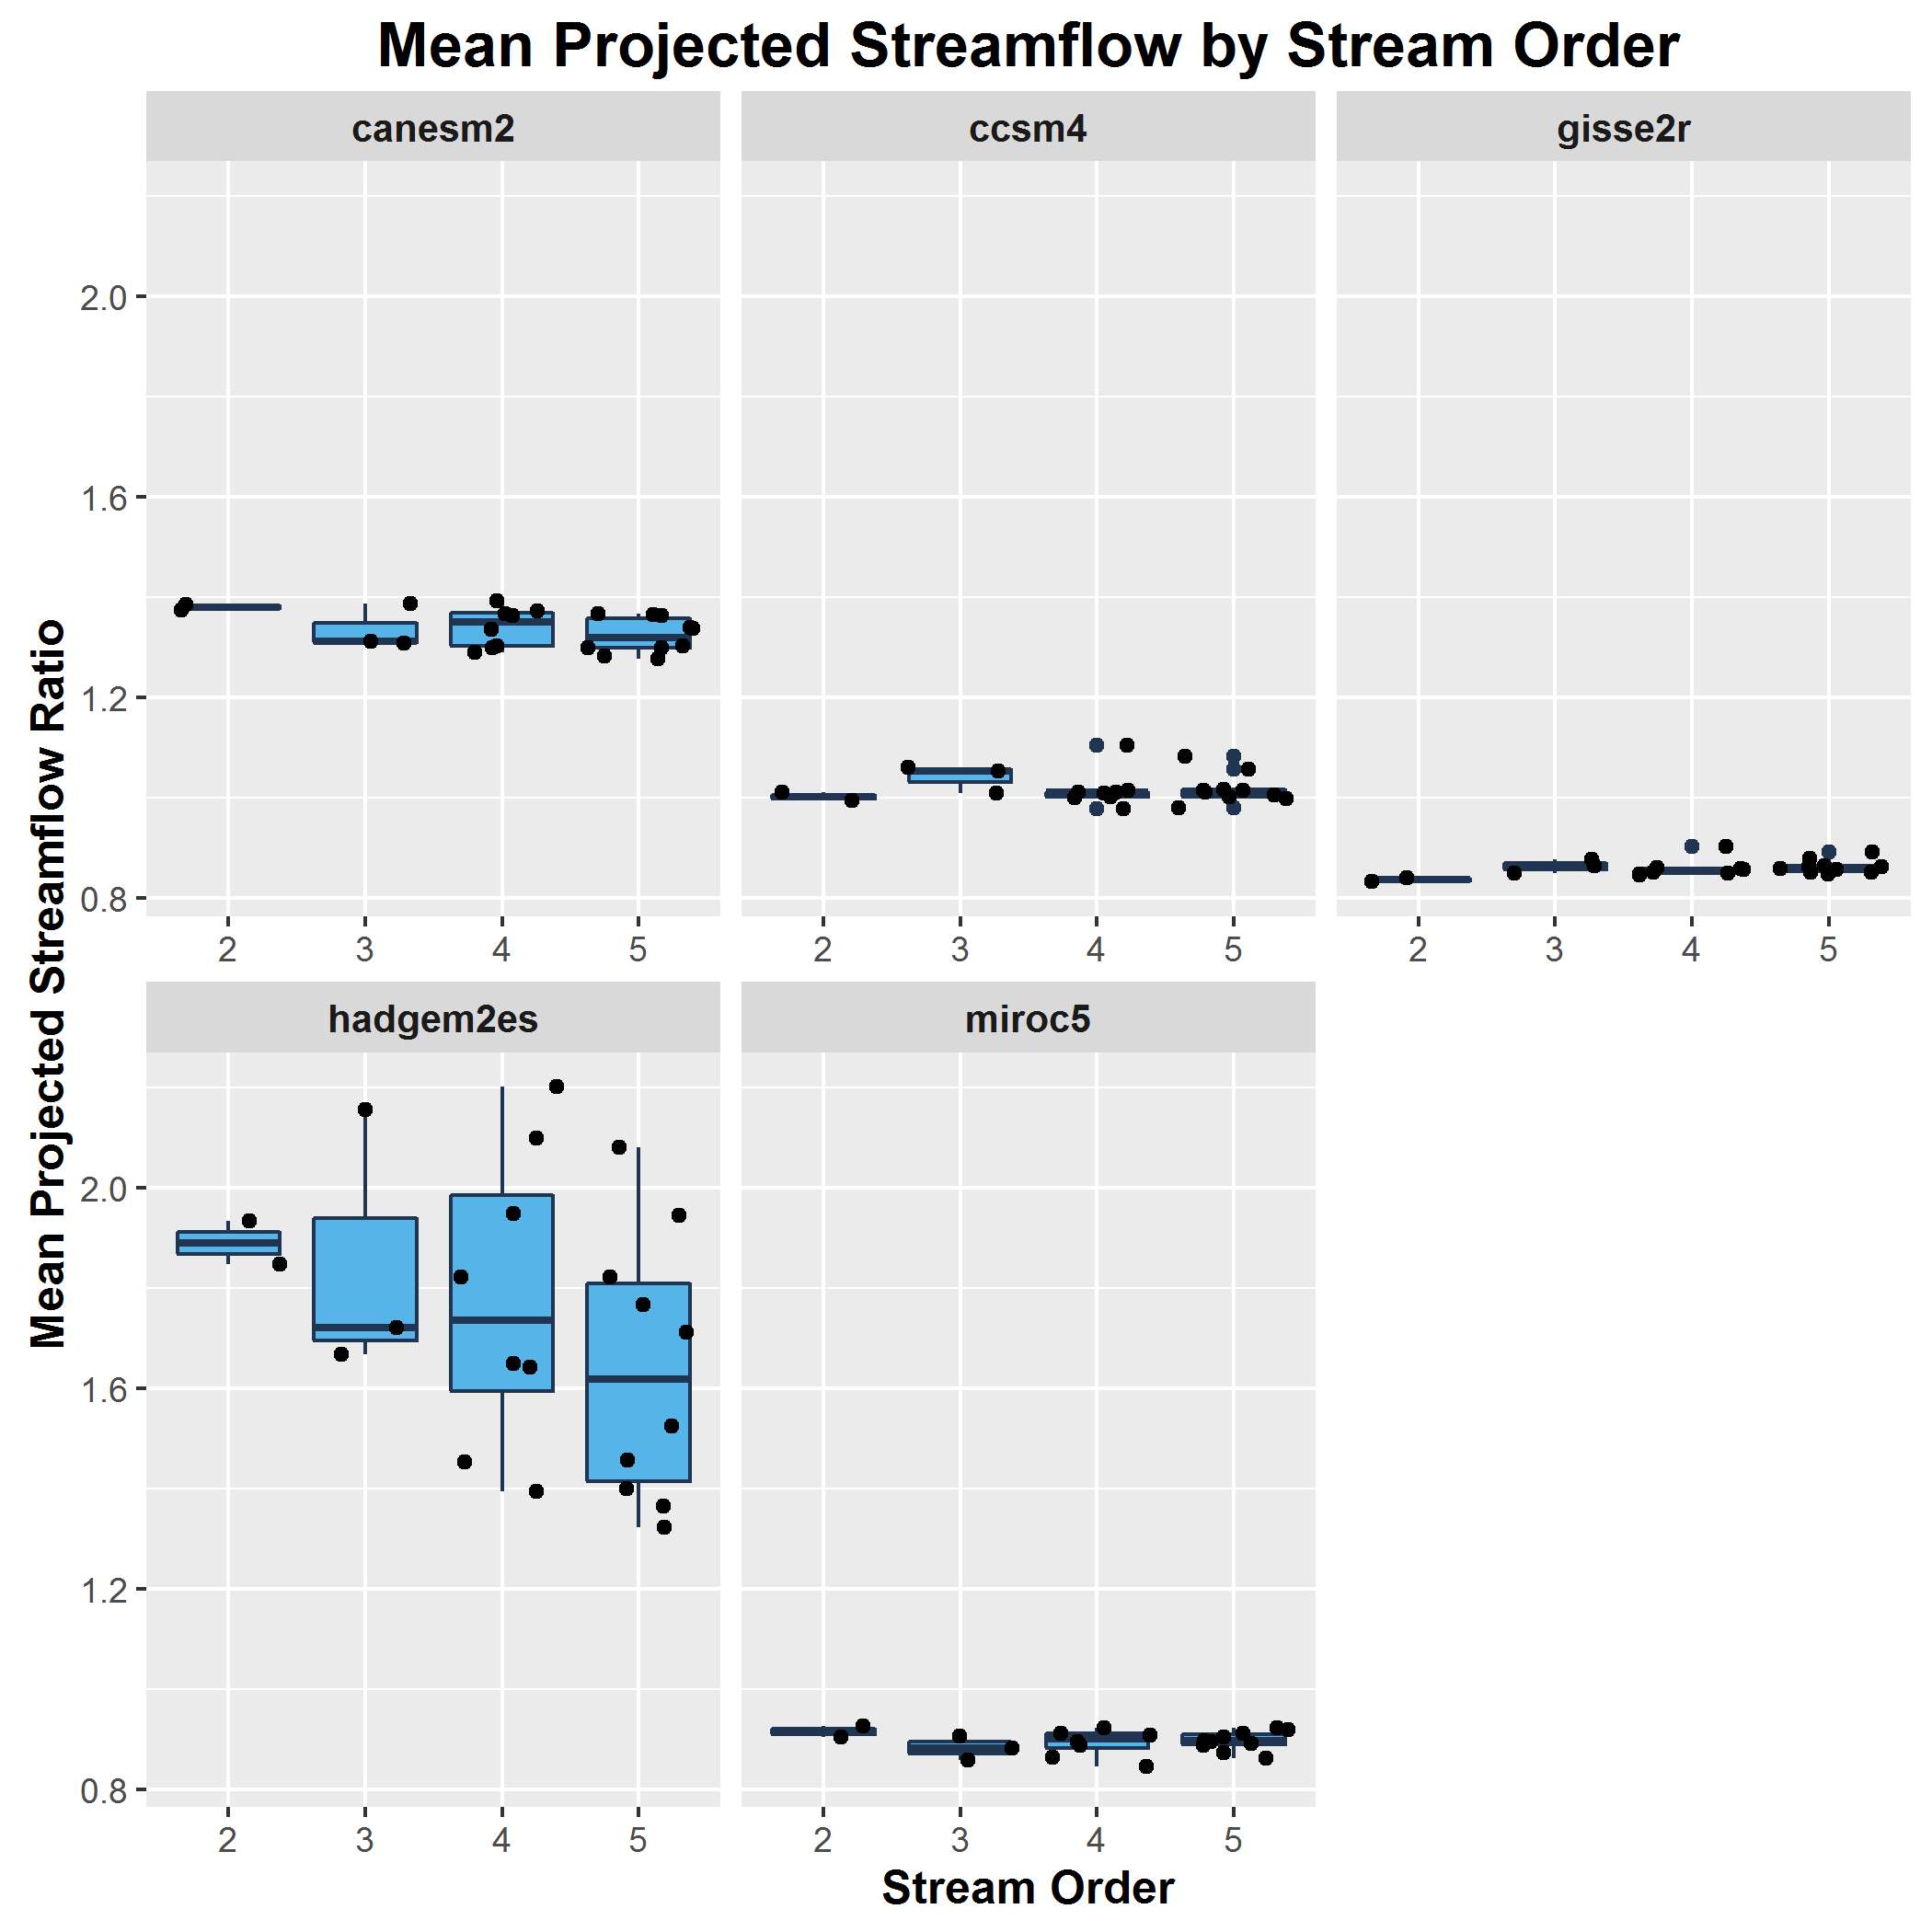 Mean Projected Streamflow by Stream Order
canesm2
ccsm4
gisse2r
2.0
1.6
1.2
0.8
2 3 4 5
2 3 4 5
2 3 4 5
Mean Projected Streamflow Ratio
hadgem2es
miroc5
2.0
1.6
1.2
0.8
2 3 4 5
2 3 4 5
Stream Order